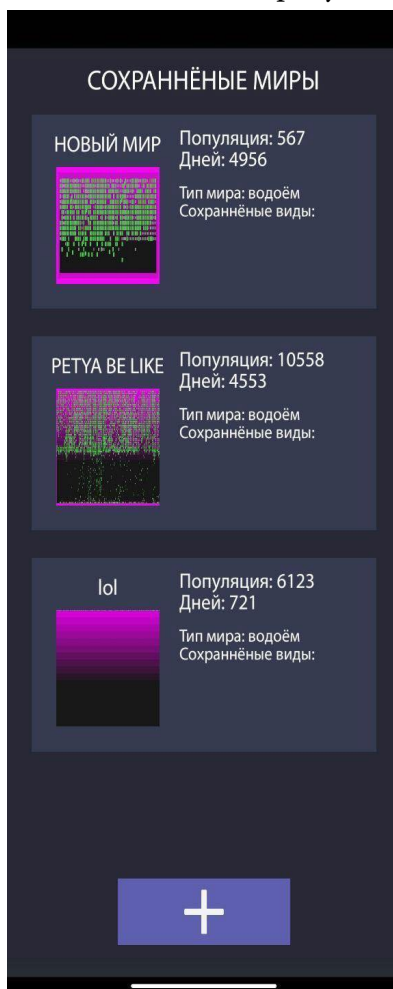 СОХРАННЁНЫЕ МИРЫ
НОВЫЙ МИР
Популяция: 567
Дней: 4956
Тип мира: водоём
Сохраннёные виды:
PETYA BE LIKE
Популяция: 10558
Дней: 4553
Тип мира: водоём
Сохраннёные виды:
lol
Популяция: 6123
Дней: 721
Тип мира: водоём
Сохраннёные виды: